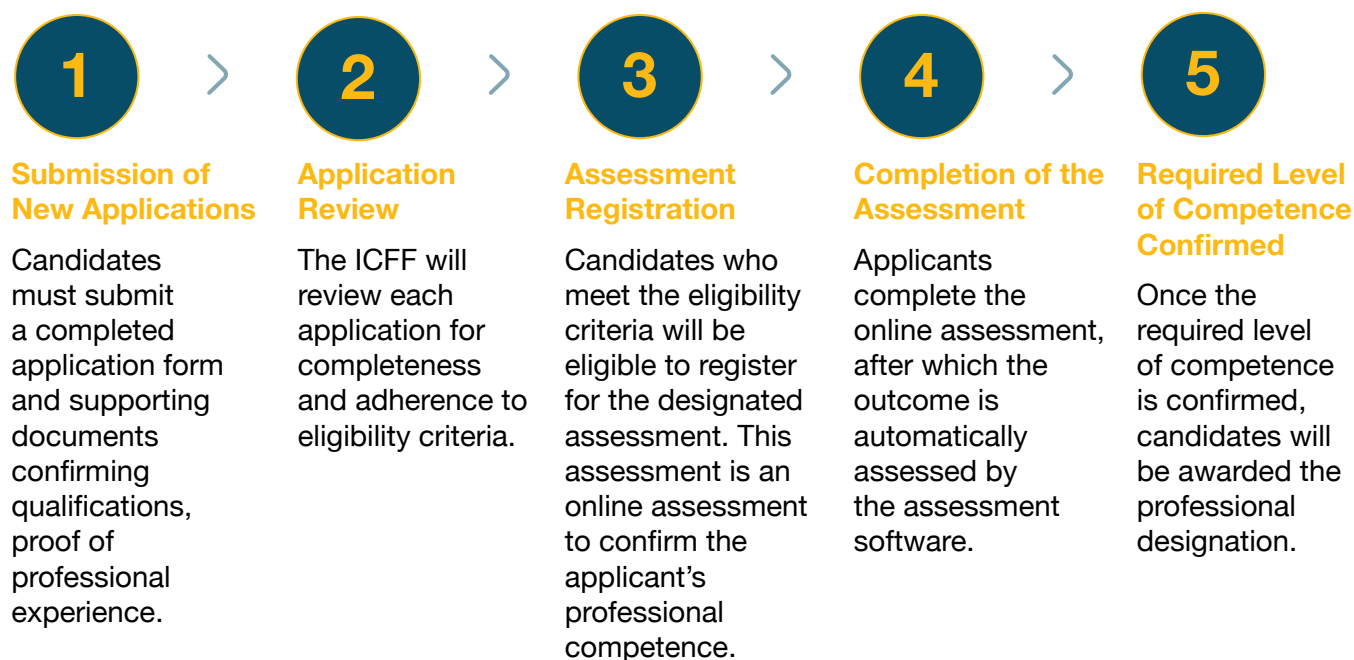 1
Submission of
New Applications
Candidates
must submit
a completed
application form
and supporting
documents
confirming
qualifications,
proof of
professional
experience.
2
Application
Review
The ICFF will
review each
application for
completeness
and adherence to
eligibility criteria.
3
Assessment
Registration
Candidates who
meet the eligibility
criteria will be
eligible to register
for the designated
assessment. This
assessment is an
online assessment
to confirm the
applicant’s
professional
competence.
4
Completion of the
Assessment
Applicants
complete the
online assessment,
after which the
outcome is
automatically
assessed by
the assessment
software.
5
Required Level
of Competence
Confirmed
Once the
required level
of competence
is confirmed,
candidates will
be awarded the
professional
designation.